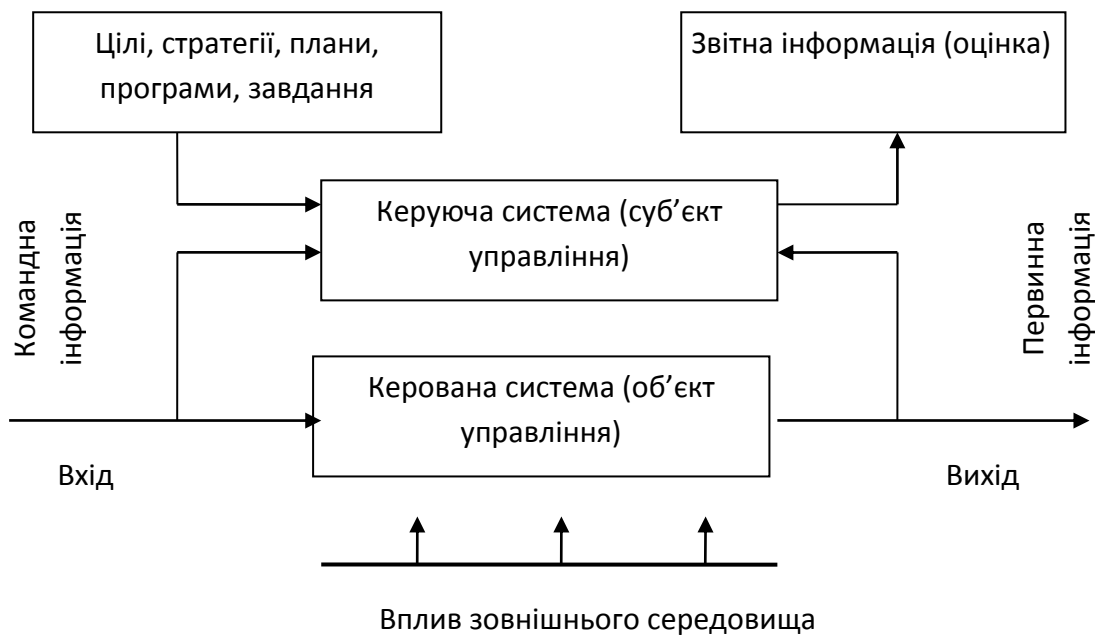 Цілі, стратегії, плани,
програми, завдання
Звітна інформація (оцінка)
Керуюча система (суб’єкт
управління)
Командна
інформація
Первинна
інформація
Керована система (об’єкт
управління)
Вхід
Вихід
Вплив зовнішнього середовища